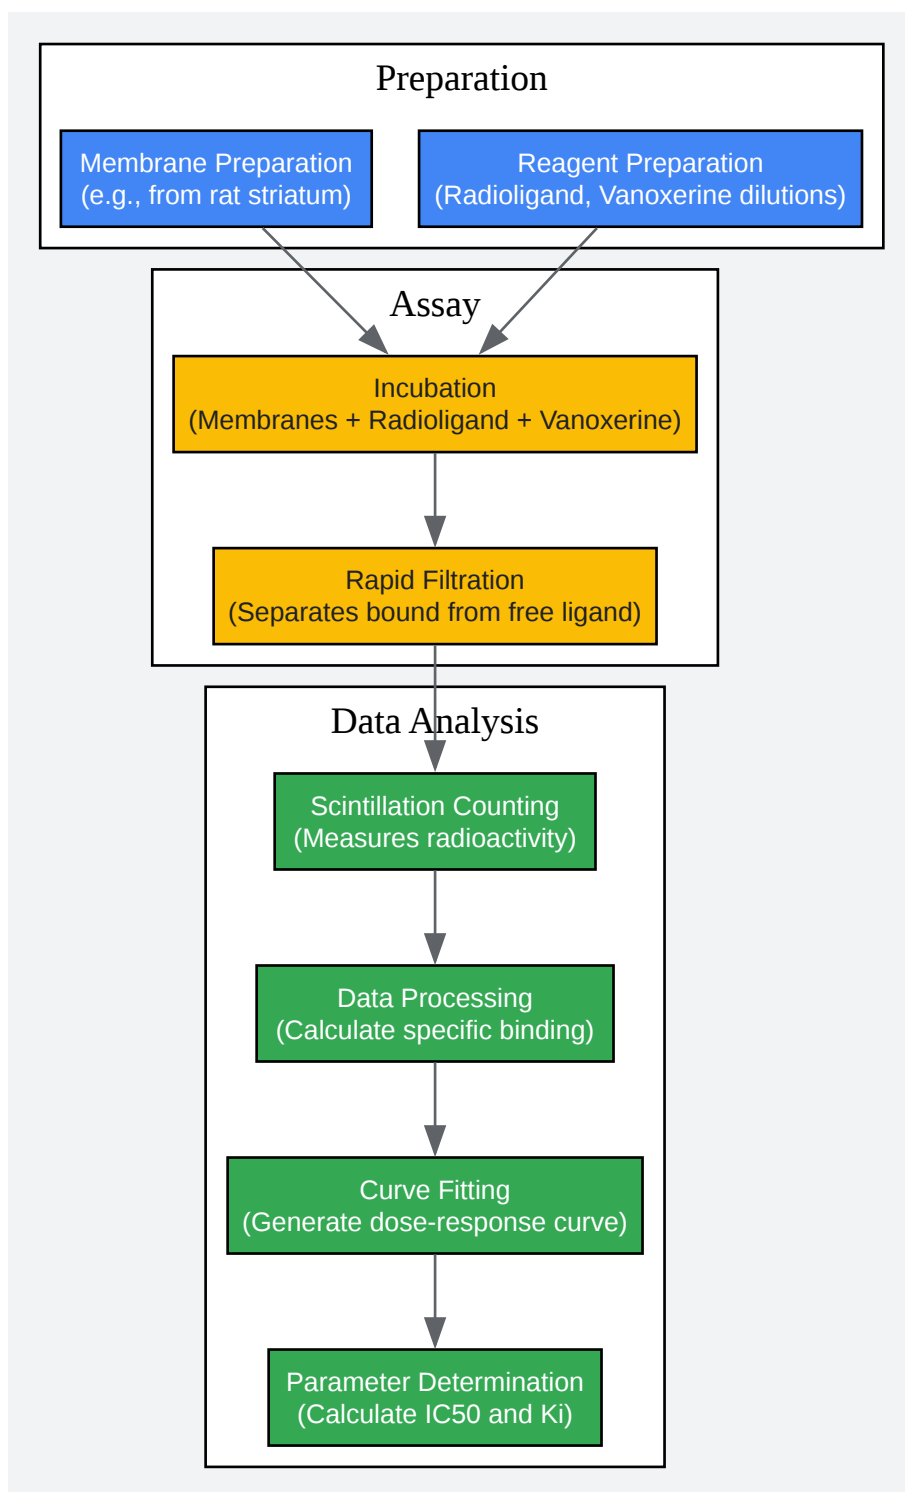 Preparation
Membrane Preparation
(e.g., from rat striatum)
Reagent Preparation
(Radioligand, Vanoxerine dilutions)
Assay
Incubation
(Membranes + Radioligand + Vanoxerine)
Rapid Filtration
(Separates bound from free ligand)
Data Analysis
Scintillation Counting
(Measures radioactivity)
Data Processing
(Calculate specific binding)
Curve Fitting
(Generate dose-response curve)
Parameter Determination
(Calculate IC50 and Ki)